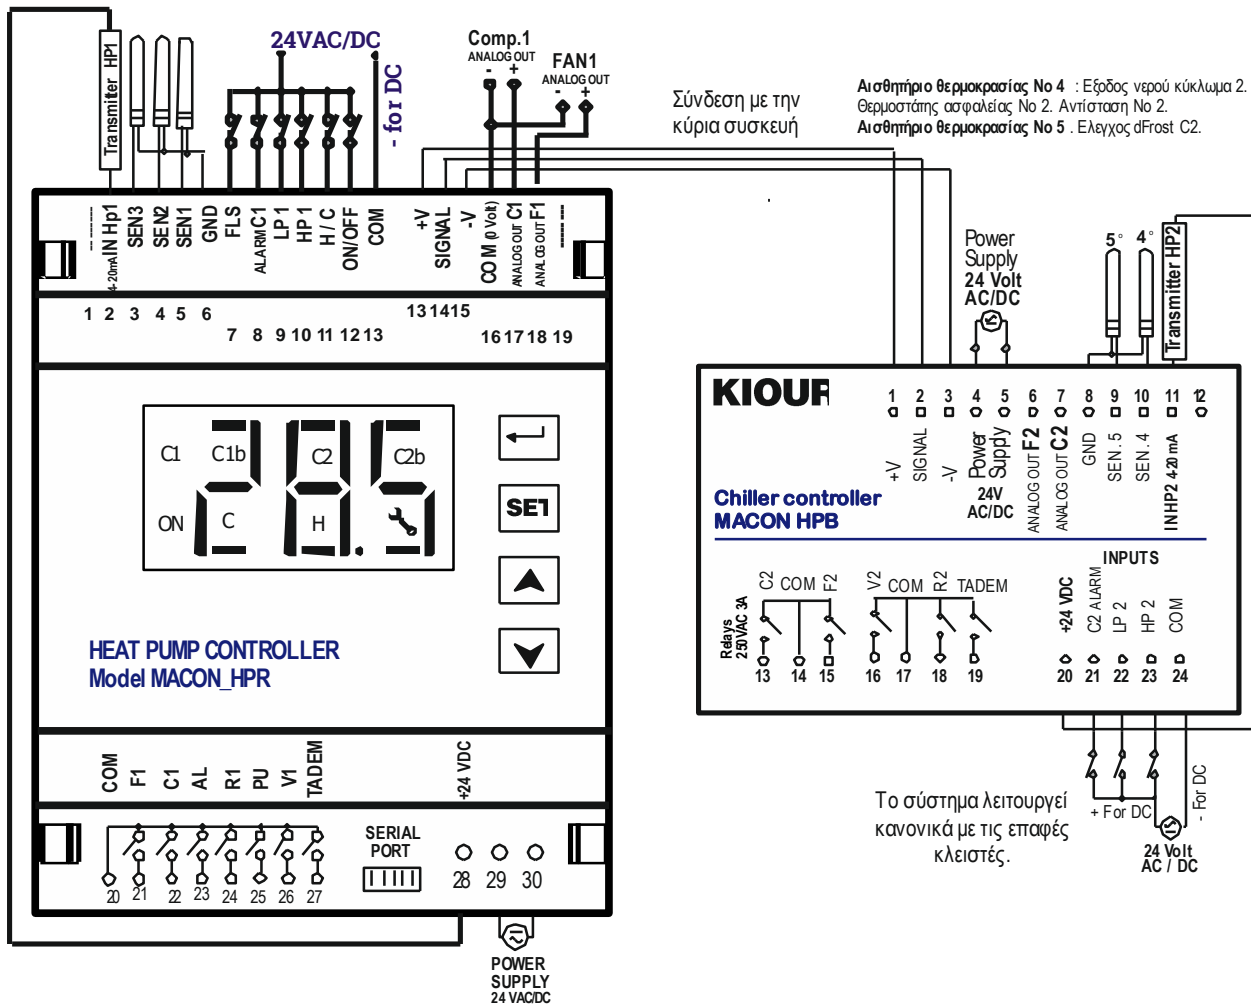 24VAC/DC
- for DC
Transmitter HP1
Comp.1
ANALOG OUT
- +
FAN1
ANALOG OUT
- +
Σύνδεση με την
κύρια συσκευή
Αισθητήριο θερμοκρασίας Νο 4 : Εξοδος νερού κύκλωμα 2.
Θερμοστάτης ασφαλείας Νο 2. Αντίσταση Νο 2.
Αισθητήριο θερμοκρασίας Νο 5 . Ελεγχος dFrost C2.
4-20mA IN Hp1
SEN3
SEN2
SEN1
GND
FLS
ALARM C1
LP 1
HP 1
H / C
ON/OFF
COM
+V
SIGNAL
-V
COM (0 Volt)
ANALOG OUT C1
ANALOG OUT F1
1 2 3 4 5 6
7 8 9 10 11 12 13
13 14 15
16 17 18 19
C1 C1b C2 C2b
ON C H
SET
HEAT PUMP CONTROLLER
Model MACON_HPR
COM
F1
C1
AL
R1
PU
V1
TADEM
+24 VDC
SERIAL
PORT
20 21 22 23 24 25 26 27
28 29 30
POWER
SUPPLY
24 VAC/DC
Power
Supply
24 Volt
AC/DC
5° 4°
Transmitter HP2
KIOUR
1 2 3 4 5 6 7 8 9 10 11 12
+V
SIGNAL
-V
Power
Supply
24V
AC/DC
ANALOG OUT F2
ANALOG OUT C2
GND
SEN. 5
SEN. 4
INHP2 4-20 mA
Chiller controller
MACON HPB
INPUTS
Relays
250VAC 3A
C2
COM
F2
V2
COM
R2
TADEM
+24 VDC
C2 ALARM
LP 2
HP 2
COM
13 14 15 16 17 18 19
20 21 22 23 24
+ For DC
- For DC
24 Volt
AC / DC
Το σύστημα λειτουργεί
κανονικά με τις επαφές
κλειστές.